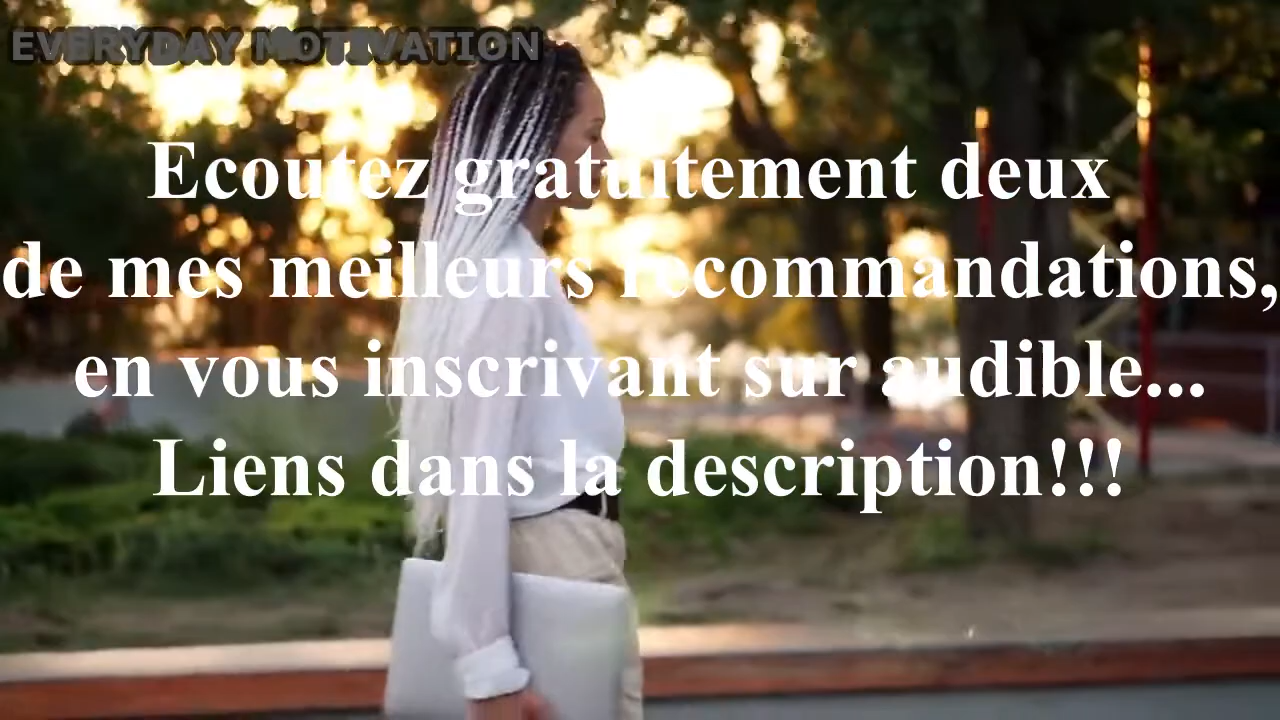 EVERYDAY MOTIVATION
Ecoutez gratuitement deux
de mes meilleurs recommandations,
en vous inscrivant sur audible...
Liens dans la description!!!